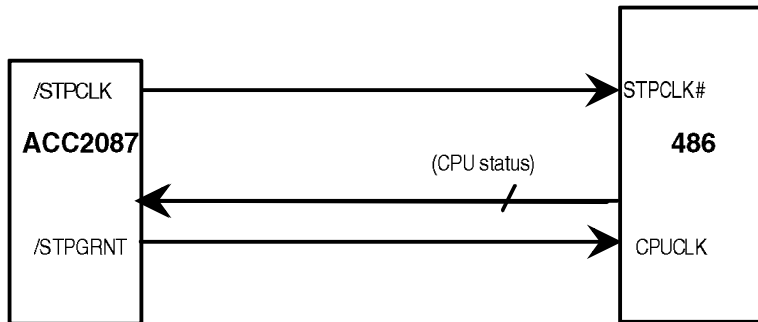 /STPCLK
STPCLK#
ACC2087
486
(CPU status)
/STPGRNT
CPUCLK